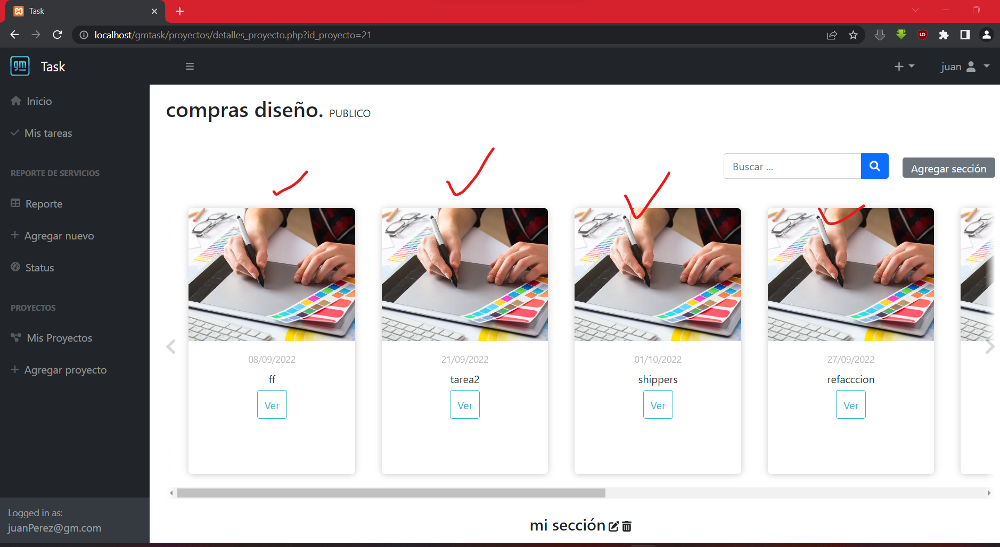 Task
localhost/gmtask/proyectos/detalles_proyecto.php?id_proyecto=21
gm Task
juan
Inicio
Mis tareas
REPORTE DE SERVICIOS
Reporte
Agregar nuevo
Status
PROYECTOS
Mis Proyectos
Agregar proyecto
Logged in as:
juanPerez@gm.com
compras diseño. PUBLICO
Buscar ...
Agregar sección
08/09/2022
ff
Ver
21/09/2022
tarea2
Ver
01/10/2022
shippers
Ver
27/09/2022
refacccion
Ver
mi sección